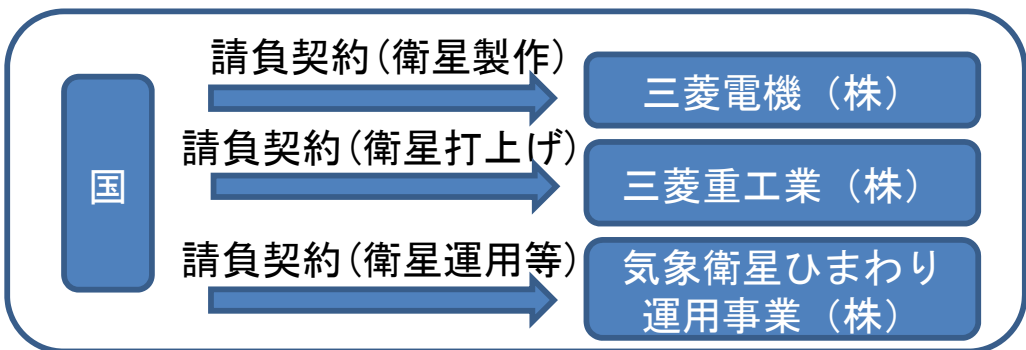 国
請負契約(衛星製作)
三菱電機（株）
請負契約(衛星打上げ)
三菱重工業（株）
請負契約(衛星運用等)
気象衛星ひまわり
運用事業（株）